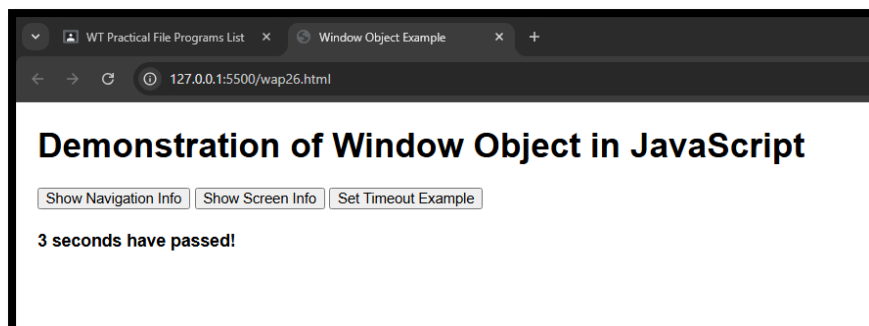 WT Practical File Programs List
Window Object Example
127.0.0.1:5500/wap26.html
Demonstration of Window Object in JavaScript
Show Navigation Info Show Screen Info Set Timeout Example
3 seconds have passed!